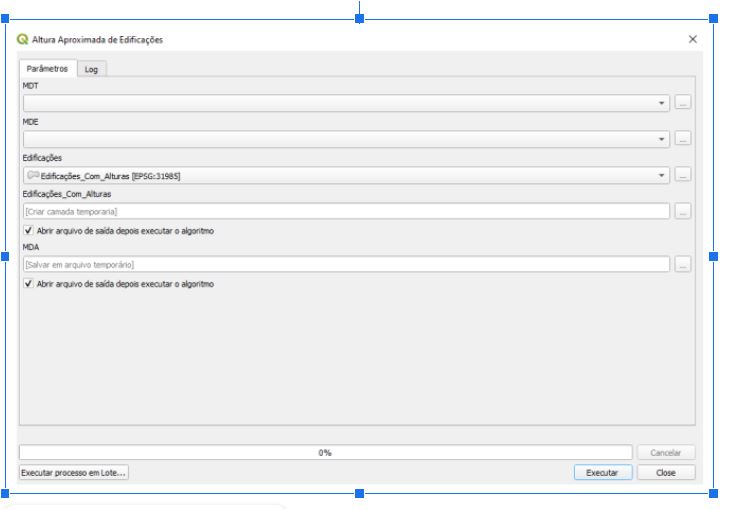 Altura Aproximada de Edificações
Parâmetros Log
MDT
...
MDE
...
Edificações
Edificações_Com_Alturas [EPSG:31985]
...
Edificações_Com_Alturas
[Criar camada temporaria]
...
Abrir arquivo de saída depois executar o algoritmo
MDA
[Salvar em arquivo temporário]
...
Abrir arquivo de saída depois executar o algoritmo
0%
Cancelar
Executar processo em Lote...
Executar
Close